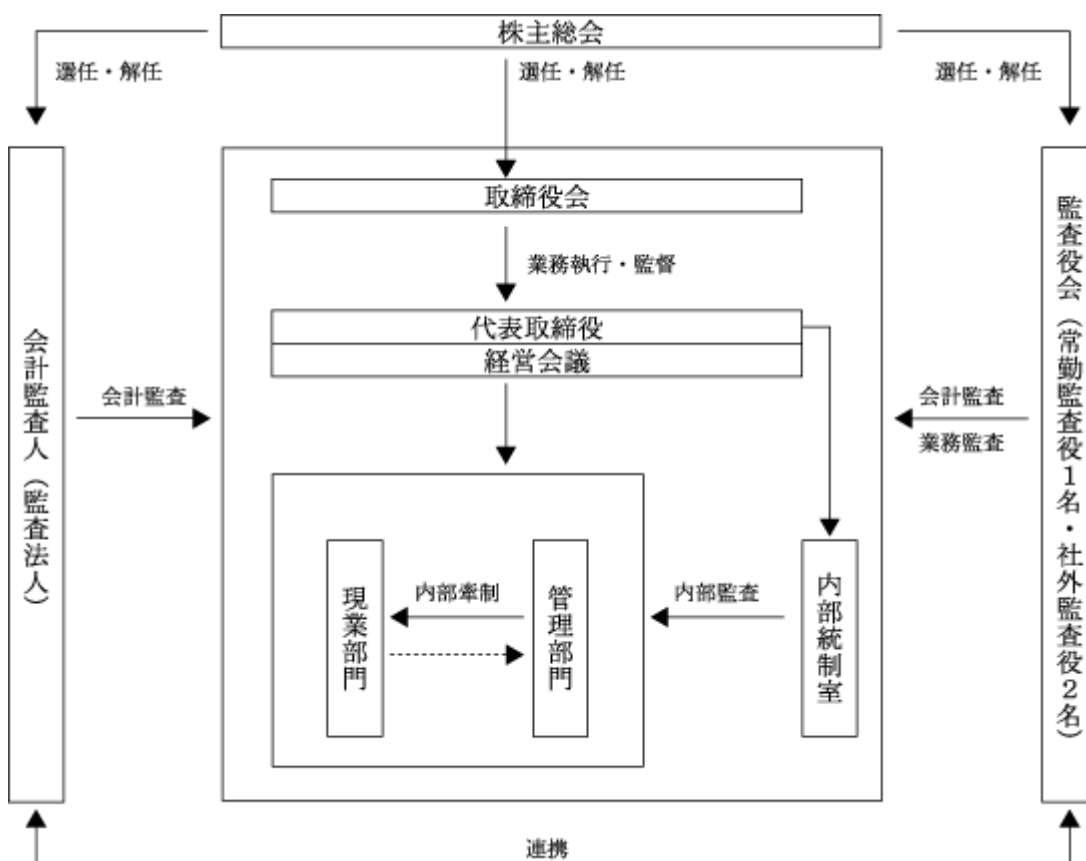 株主総会
選任・解任
選任・解任
選任・解任
取締役会
業務執行・監督
代表取締役
経営会議
会計監査人（監査法人）
会計監査
会計監査
業務監査
監査役会（常勤監査役1名・社外監査役2名）
現業部門
内部牽制
管理部門
内部監査
内部統制室
連携